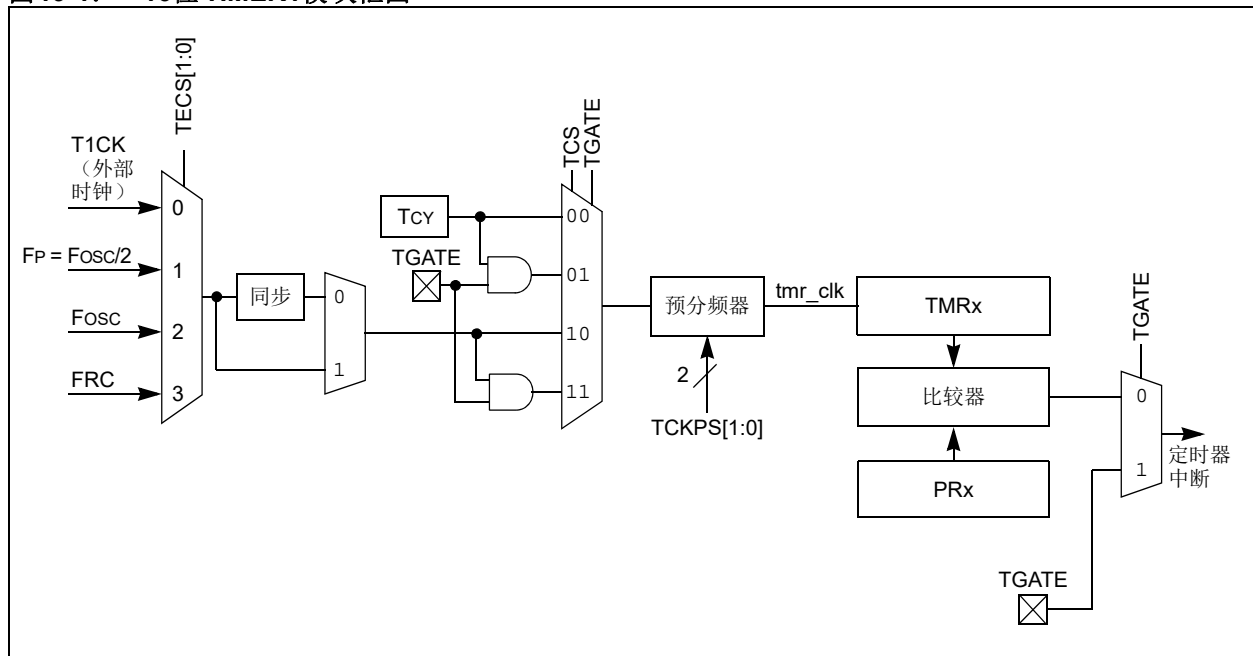 TECS[1:0]
T1CK
（外部
时钟）
0
FP = FOSC/2
1
FOSC
2
FRC
3
同步
0
1
TCY
TGATE
TCS
TGATE
00
01
10
11
预分频器
2
TCKPS[1:0]
tmr_clk
TMRx
比较器
PRx
TGATE
0
1
定时器
中断
TGATE